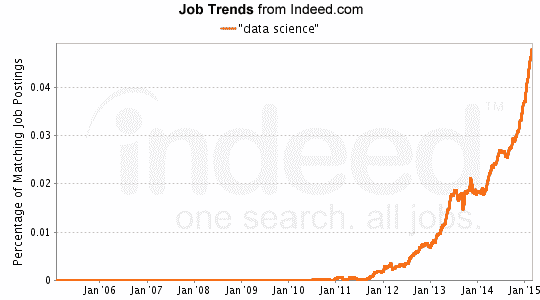 Job Trends from Indeed.com
"data science"
Percentage of Matching Job Postings
0.04
0.03
0.02
0.01
0
indeed™
one search. all jobs.
Jan'06 Jan'07 Jan'08 Jan'09 Jan'10 Jan'11 Jan'12 Jan'13 Jan'14 Jan'15